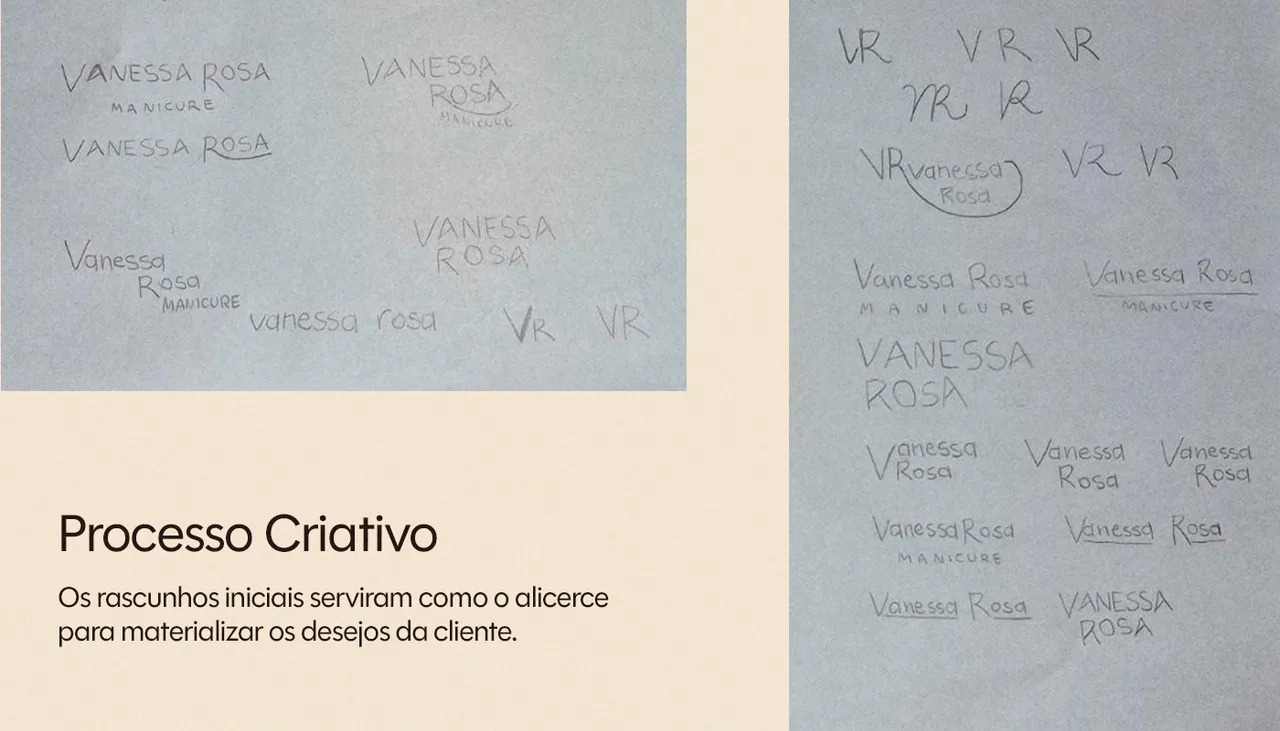 VANESSA ROSA
MANICURE
VANESSA ROSA
VANESSA
ROSA
MANICURE
Vanessa
Rosa
MANICURE
VANESSA
ROSA
vanessa rosa
VR
VR
Processo Criativo
Os rascunhos iniciais serviram como o alicerce
para materializar os desejos da cliente.
VR
VR
VR
VR
VR
VR vanessa
Rosa
VR
VR
Vanessa Rosa
MANICURE
Vanessa Rosa
MANICURE
VANESSA
ROSA
Vanessa
Rosa
Vanessa
Rosa
Vanessa
Rosa
Vanessa Rosa
MANICURE
Vanessa Rosa
Vanessa Rosa
VANESSA
ROSA